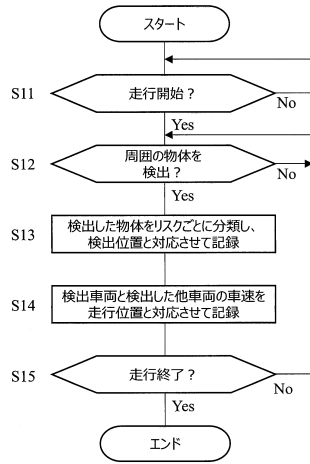 スタート
S11
走行開始？
No
Yes
S12
周囲の物体を
検出？
No
Yes
S13
検出した物体をリスクごとに分類し、
検出位置と対応させて記録
S14
検出車両と検出した他車両の車速を
走行位置と対応させて記録
S15
走行終了？
No
Yes
エンド